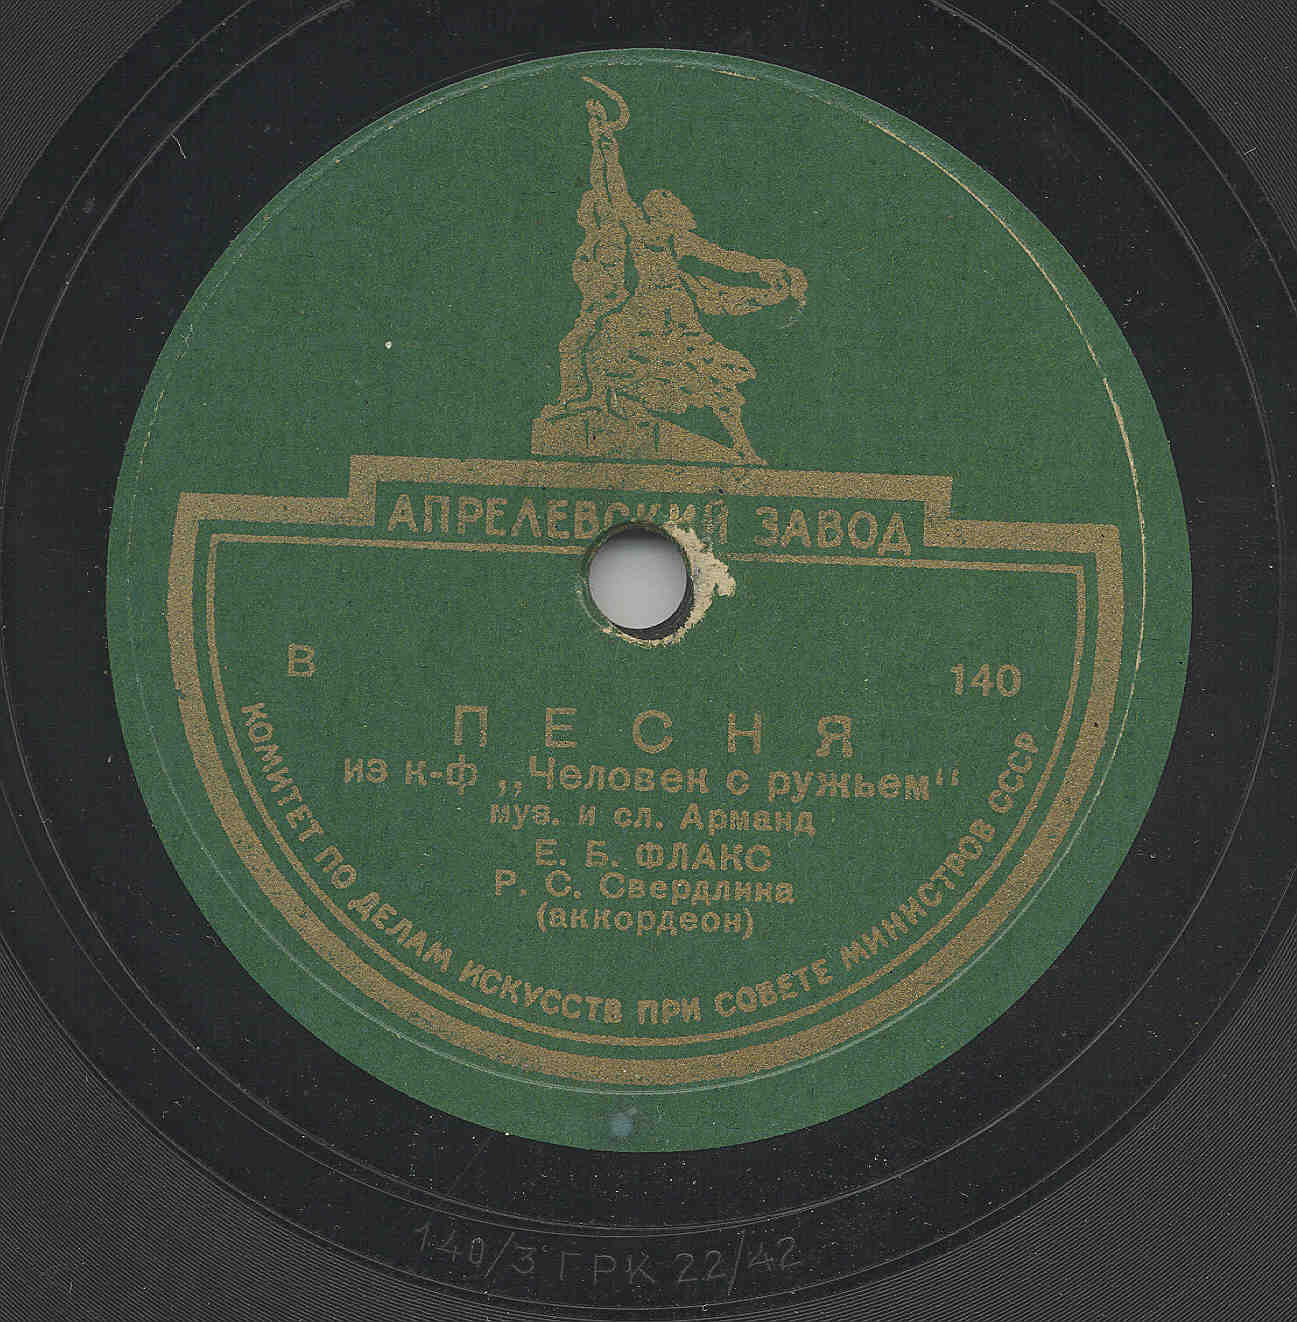 АПРЕЛЕВСКИЙ ЗАВОД
В
140
ПЕСНЯ
из к-ф „Человек с ружьем“
муз. и сл. Арманд
Е. Б. ФЛАКС
Р. С. Свердлина
(аккордеон)
КОМИТЕТ ПО ДЕЛАМ ИСКУССТВ ПРИ СОВЕТЕ МИНИСТРОВ СССР
140/3 ГРК 22/42